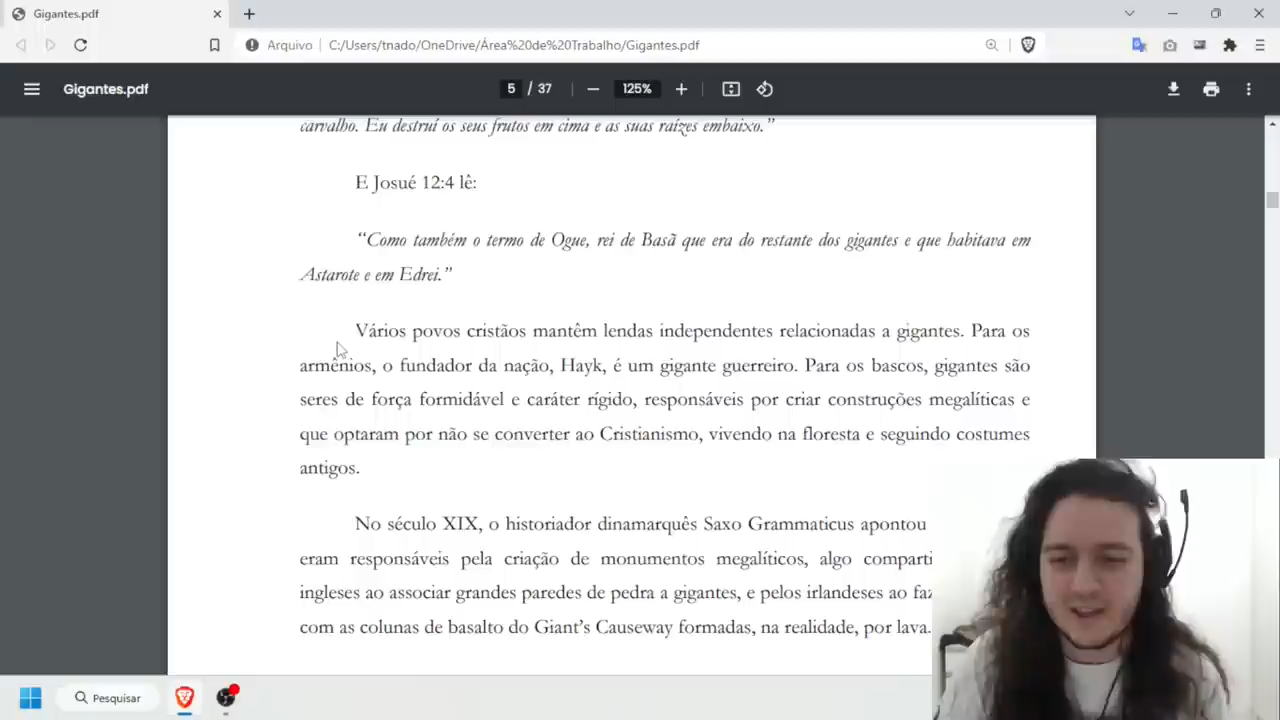 Gigantes.pdf
Arquivo
C:/Users/tnado/OneDrive/Área%20de%20Trabalho/Gigantes.pdf
Gigantes.pdf
5 / 37
125%
carvalho. Eu destruí os seus frutos em cima e as suas raízes embaixo.”
E Josué 12:4 lê:
“Como também o termo de Ogue, rei de Basã que era do restante dos gigantes e que habitava em
Astarote e em Edrei.”
Vários povos cristãos mantêm lendas independentes relacionadas a gigantes. Para os
armênios, o fundador da nação, Hayk, é um gigante guerreiro. Para os bascos, gigantes são
seres de força formidável e caráter rígido, responsáveis por criar construções megalíticas e
que optaram por não se converter ao Cristianismo, vivendo na floresta e seguindo costumes
antigos.
No século XIX, o historiador dinamarquês Saxo Grammaticus apontou
eram responsáveis pela criação de monumentos megalíticos, algo
ingleses ao associar grandes paredes de pedra a gigantes, e pelos irlandeses ao
com as colunas de basalto do Giant’s Causeway formadas, na realidade, por lava.
Pesquisar